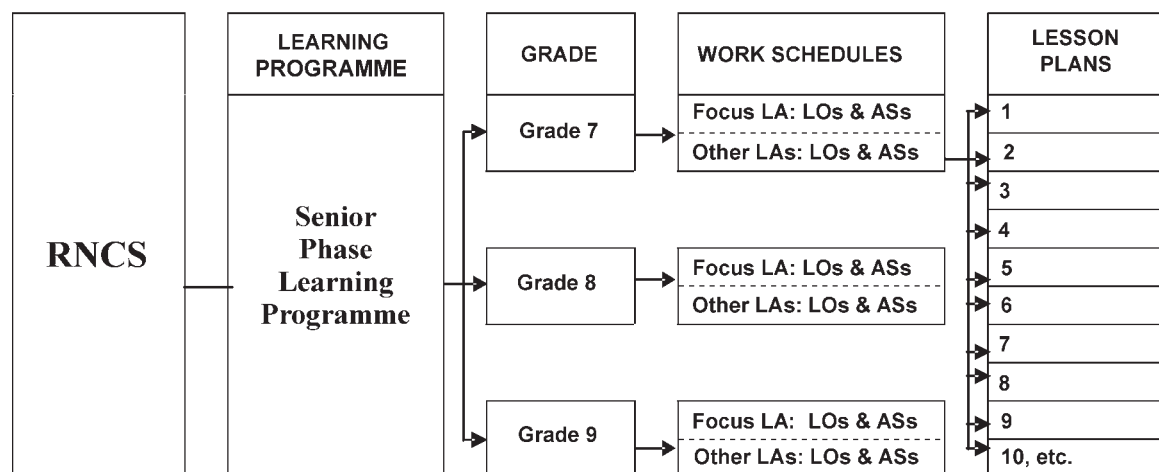 RNCS
LEARNING
PROGRAMME
Senior
Phase
Learning
Programme
GRADE
Grade 7
Grade 8
Grade 9
WORK SCHEDULES
Focus LA: LOs & ASs
Other LAs: LOs & ASs
Focus LA: LOs & ASs
Other LAs: LOs & ASs
Focus LA: LOs & ASs
Other LAs: LOs & ASs
LESSON
PLANS
1
2
3
4
5
6
7
8
9
10, etc.